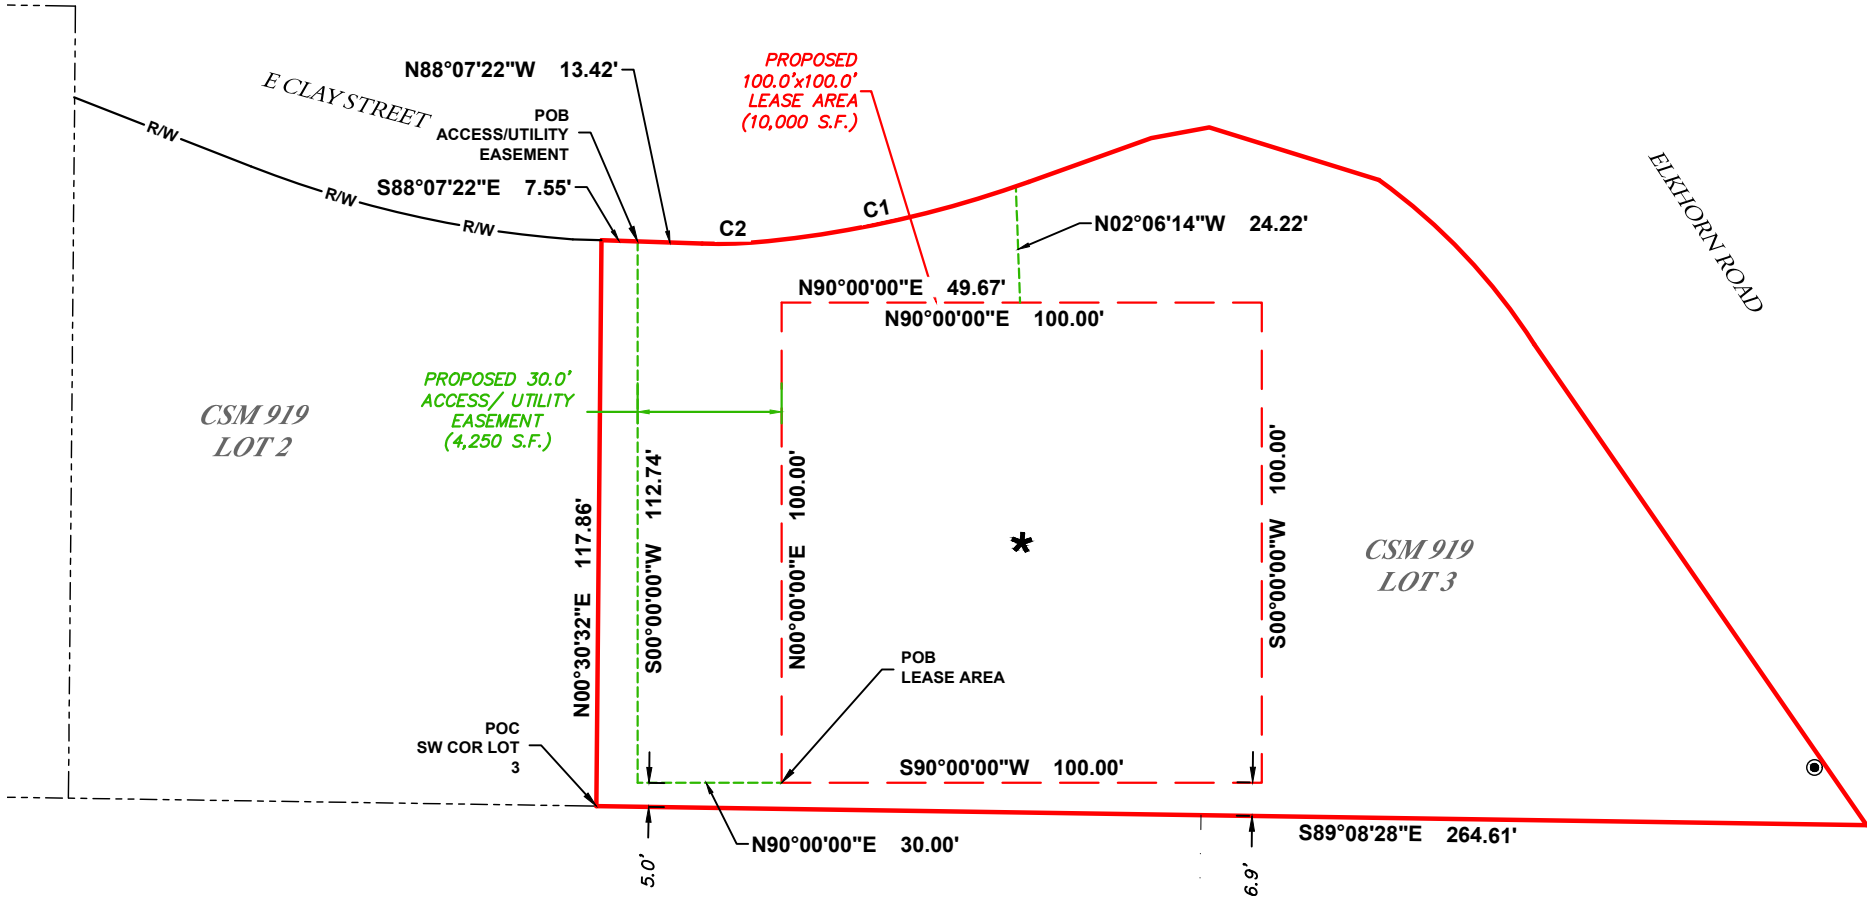 N88°07'22"W 13.42'
E CLAY STREET
POB
ACCESS/UTILITY
EASEMENT
S88°07'22"E 7.55'
R/W
R/W
R/W
PROPOSED
100.0'x100.0'
LEASE AREA
(10,000 S.F.)
C2
C1
N02°06'14"W 24.22'
ELKHORN ROAD
N90°00'00"E 49.67'
N90°00'00"E 100.00'
PROPOSED 30.0'
ACCESS/ UTILITY
EASEMENT
(4,250 S.F.)
CSM 919
LOT 2
N00°30'32"E 117.86'
S00°00'00"W 112.74'
N00°00'00"E 100.00'
*
S00°00'00"W 100.00'
CSM 919
LOT 3
POB
LEASE AREA
POC
SW COR LOT
3
S90°00'00"W 100.00'
N90°00'00"E 30.00'
S89°08'28"E 264.61'
5.0'
6.9'